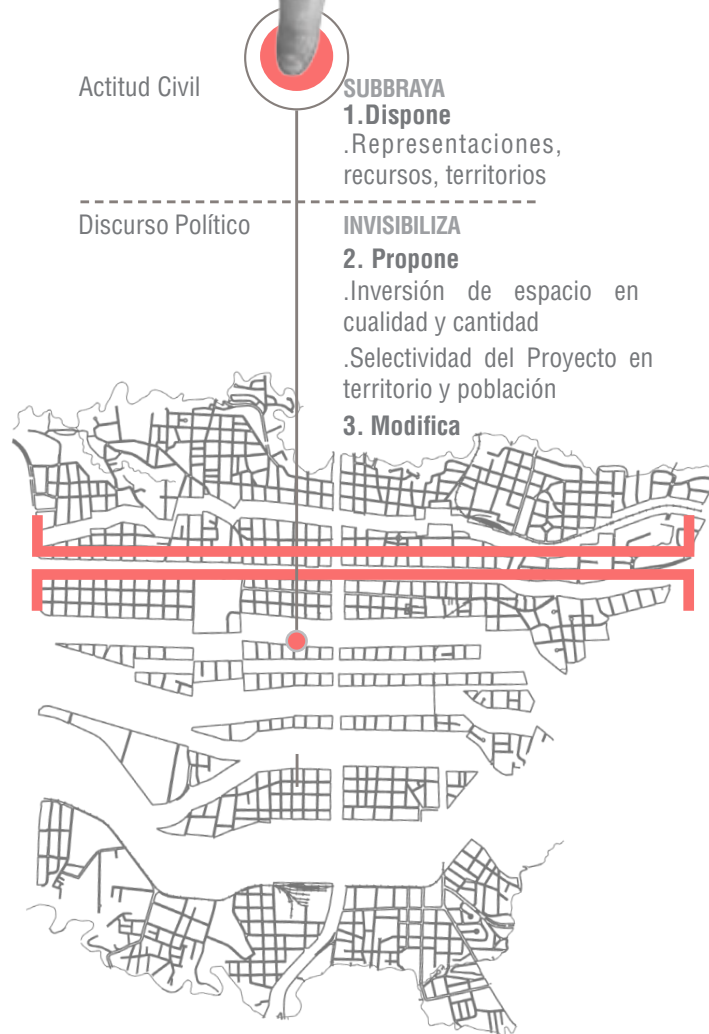 Actitud Civil
SUBBRAYA
1.Dispone
.Representaciones,
recursos, territorios
Discurso Político
INVISIBILIZA
2. Propone
.Inversión de espacio en
cualidad y cantidad
.Selectividad del Proyecto en
territorio y población
3. Modifica